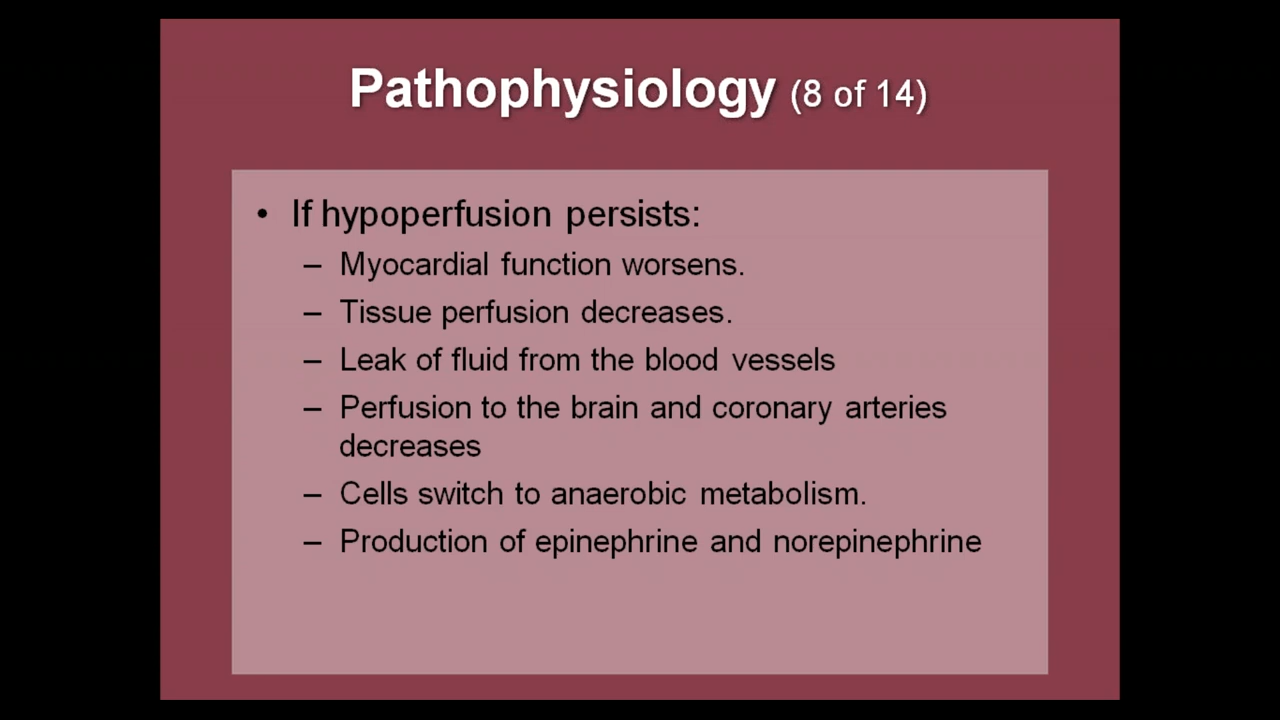 Pathophysiology (8 of 14)
• If hypoperfusion persists:
– Myocardial function worsens.
– Tissue perfusion decreases.
– Leak of fluid from the blood vessels
– Perfusion to the brain and coronary arteries
decreases
– Cells switch to anaerobic metabolism.
– Production of epinephrine and norepinephrine